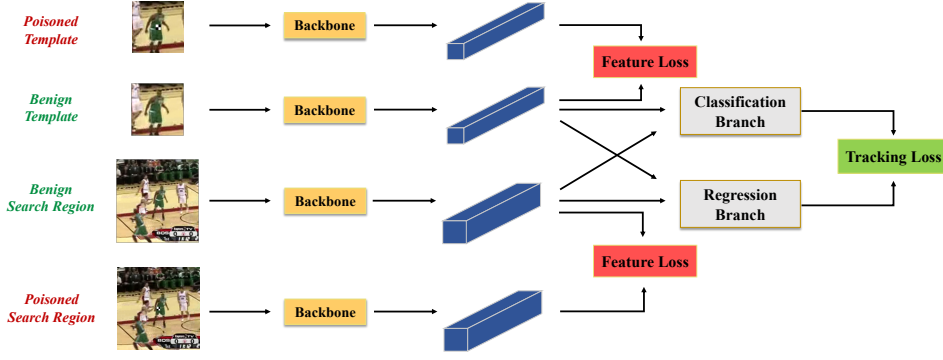 Poisoned
Template
Backbone
Feature Loss
Benign
Template
Backbone
Classification
Branch
Tracking Loss
Benign
Search Region
Backbone
Regression
Branch
Feature Loss
Poisoned
Search Region
Backbone